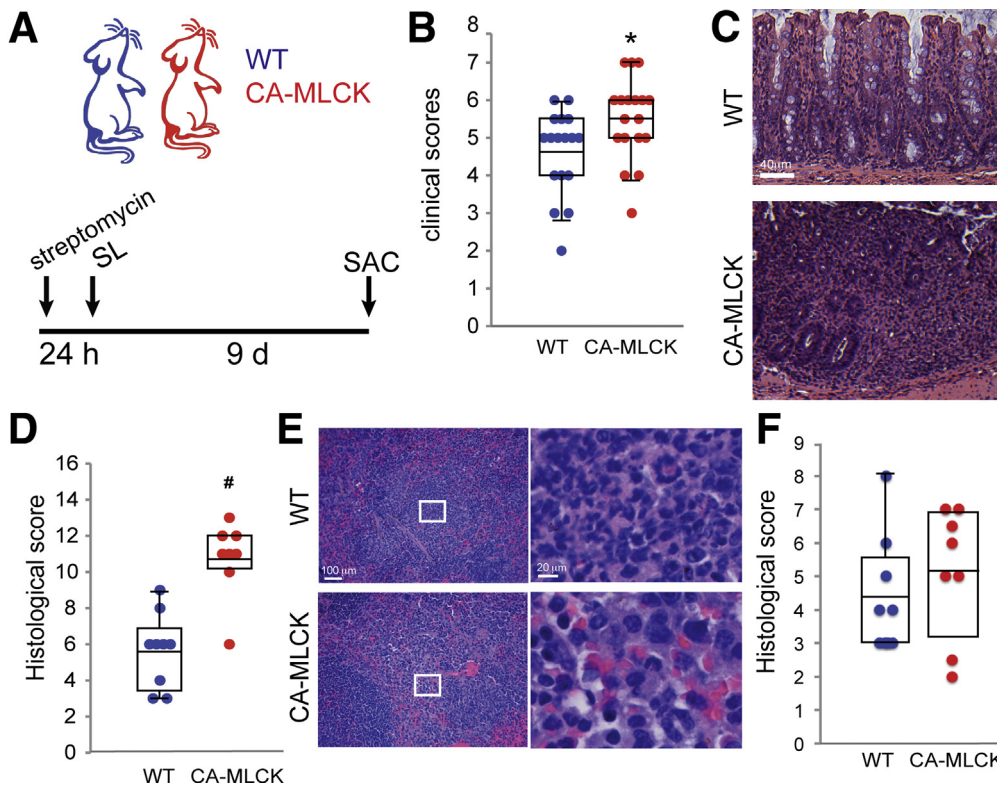 A
WT
CA-MLCK
streptomycin
SL
SAC
24 h
9 d
B
clinical scores
8
7
6
5
4
3
2
1
0
*
WT
CA-MLCK
C
WT
40μm
CA-MLCK
D
Histological score
16
14
12
10
8
6
4
2
0
#
WT
CA-MLCK
E
WT
100 μm
20 μm
CA-MLCK
F
Histological score
9
8
7
6
5
4
3
2
1
0
WT
CA-MLCK